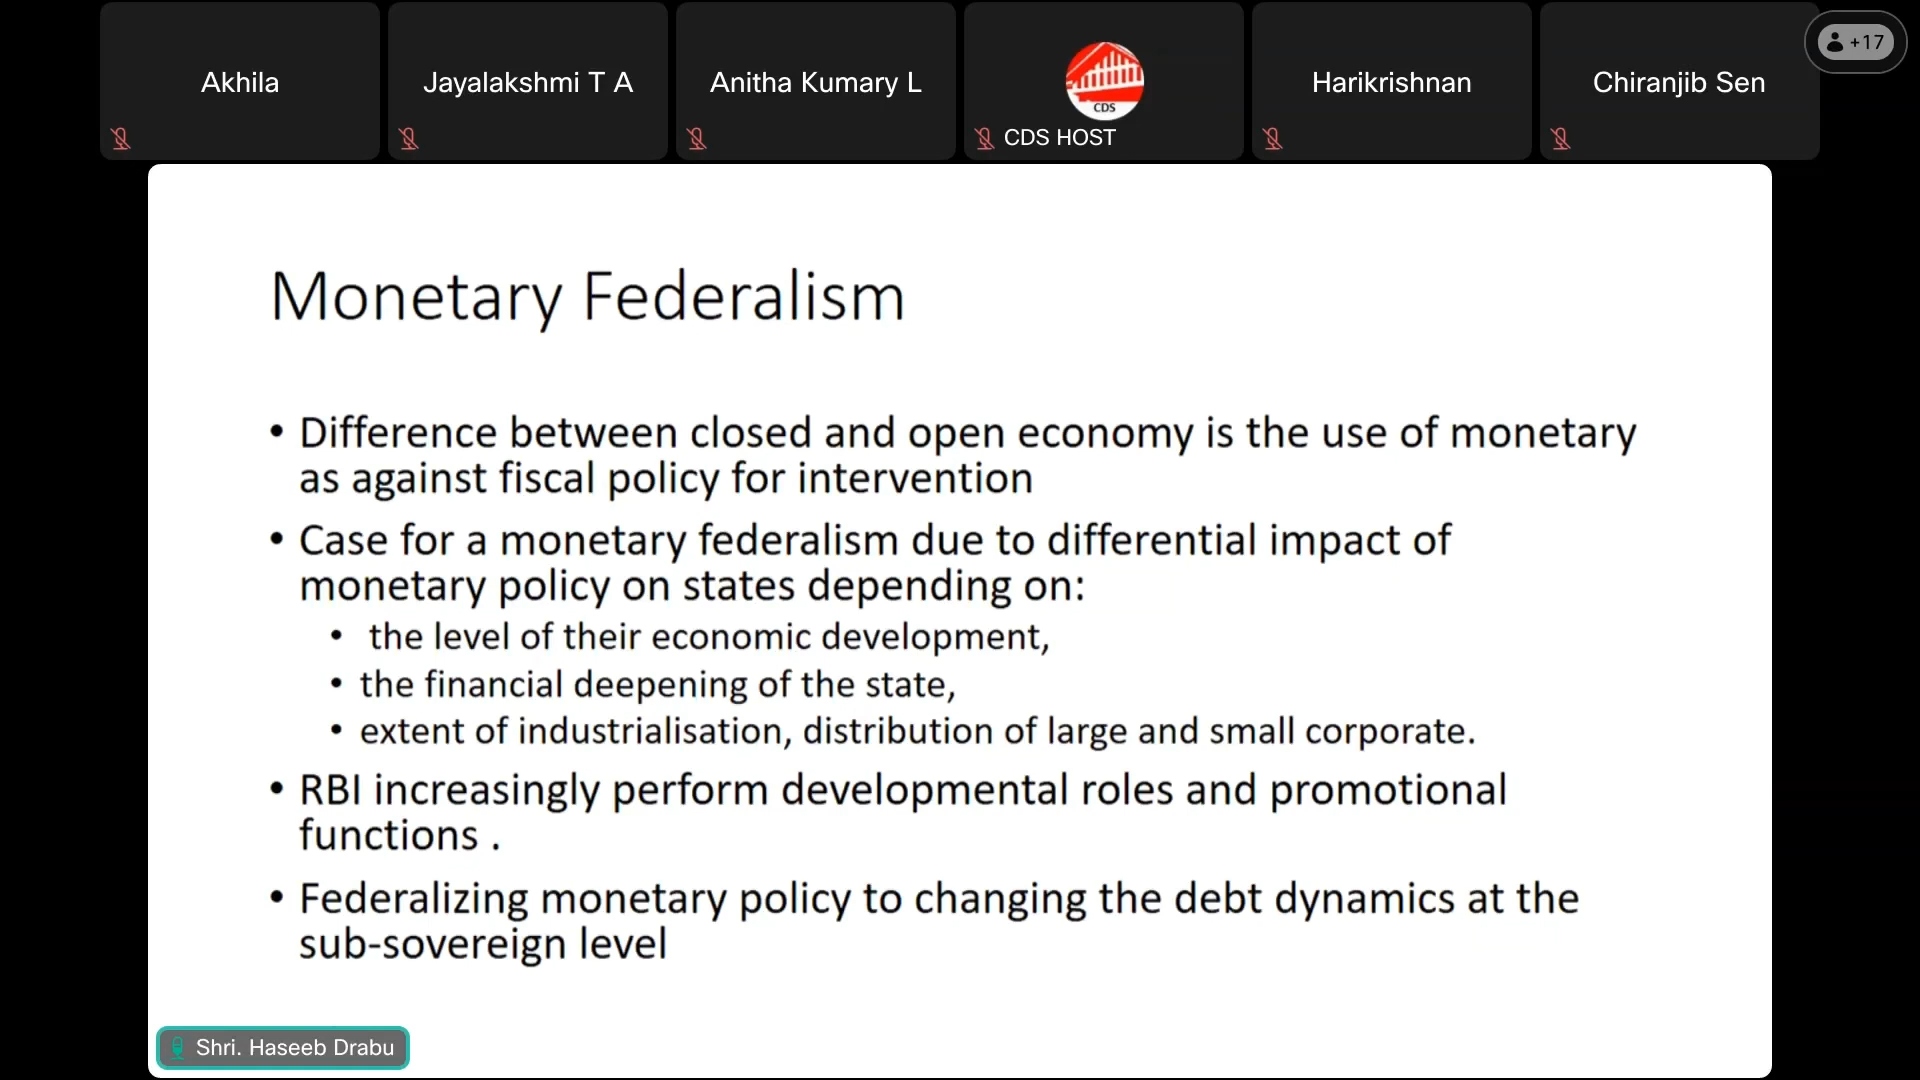 Akhila
Jayalakshmi T A
Anitha Kumary L
CDS
CDS HOST
Harikrishnan
Chiranjib Sen
+17
Monetary Federalism
• Difference between closed and open economy is the use of monetary
as against fiscal policy for intervention
• Case for a monetary federalism due to differential impact of
monetary policy on states depending on:
• the level of their economic development,
• the financial deepening of the state,
• extent of industrialisation, distribution of large and small corporate.
• RBI increasingly perform developmental roles and promotional
functions .
• Federalizing monetary policy to changing the debt dynamics at the
sub-sovereign level
Shri. Haseeb Drabu